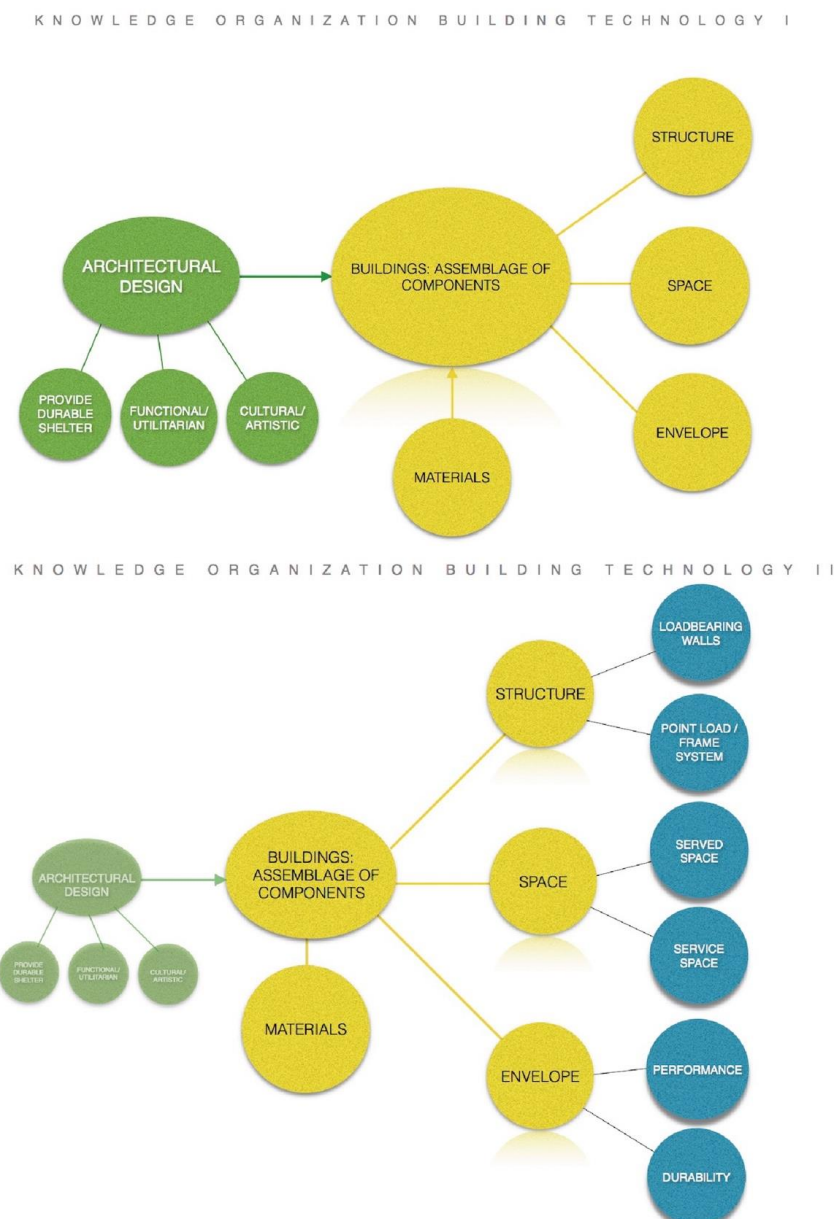 KNOWLEDGE ORGANIZATION BUILDING TECHNOLOGY I
STRUCTURE
ARCHITECTURAL
DESIGN
BUILDINGS: ASSEMBLAGE OF
COMPONENTS
SPACE
PROVIDE
DURABLE
SHELTER
FUNCTIONAL/
UTILITARIAN
CULTURAL/
ARTISTIC
ENVELOPE
MATERIALS
KNOWLEDGE ORGANIZATION BUILDING TECHNOLOGY II
LOADBEARING
WALLS
STRUCTURE
POINT LOAD /
FRAME
SYSTEM
ARCHITECTURAL
DESIGN
BUILDINGS:
ASSEMBLAGE OF
COMPONENTS
SPACE
SERVED
SPACE
SERVICE
SPACE
PROVIDE
DURABLE
SHELTER
FUNCTIONAL/
UTILITARIAN
CULTURAL/
ARTISTIC
MATERIALS
ENVELOPE
PERFORMANCE
DURABILITY